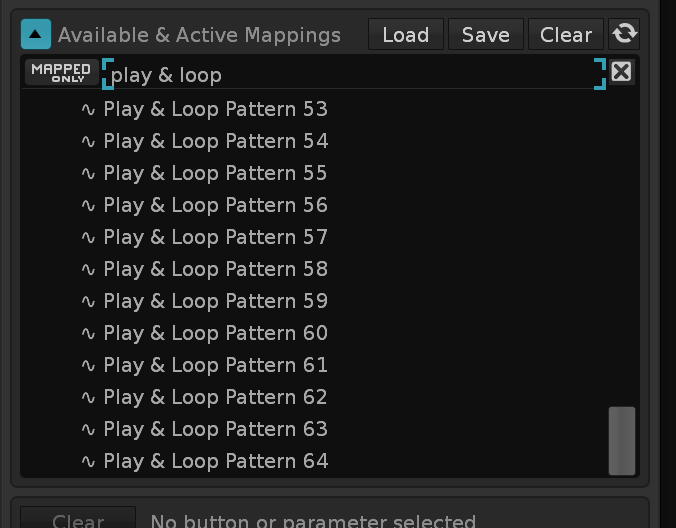 Available & Active Mappings Load Save Clear
MAPPED ONLY play & loop
Play & Loop Pattern 53
Play & Loop Pattern 54
Play & Loop Pattern 55
Play & Loop Pattern 56
Play & Loop Pattern 57
Play & Loop Pattern 58
Play & Loop Pattern 59
Play & Loop Pattern 60
Play & Loop Pattern 61
Play & Loop Pattern 62
Play & Loop Pattern 63
Play & Loop Pattern 64
Clear No button or parameter selected